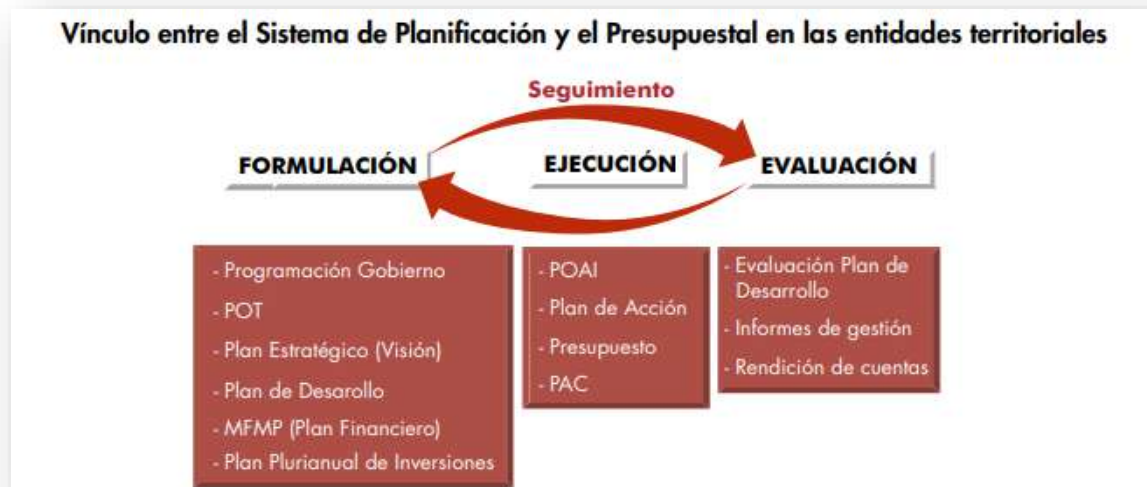 Vínculo entre el Sistema de Planificación y el Presupuestal en las entidades territoriales
Seguimiento
FORMULACIÓN
EJECUCIÓN
EVALUACIÓN
- Programación Gobierno
- POT
- Plan Estratégico (Visión)
- Plan de Desarollo
- MFMP (Plan Financiero)
- Plan Plurianual de Inversiones
- POAI
- Plan de Acción
- Presupuesto
- PAC
- Evaluación Plan de
Desarrollo
- Informes de gestión
- Rendición de cuentas